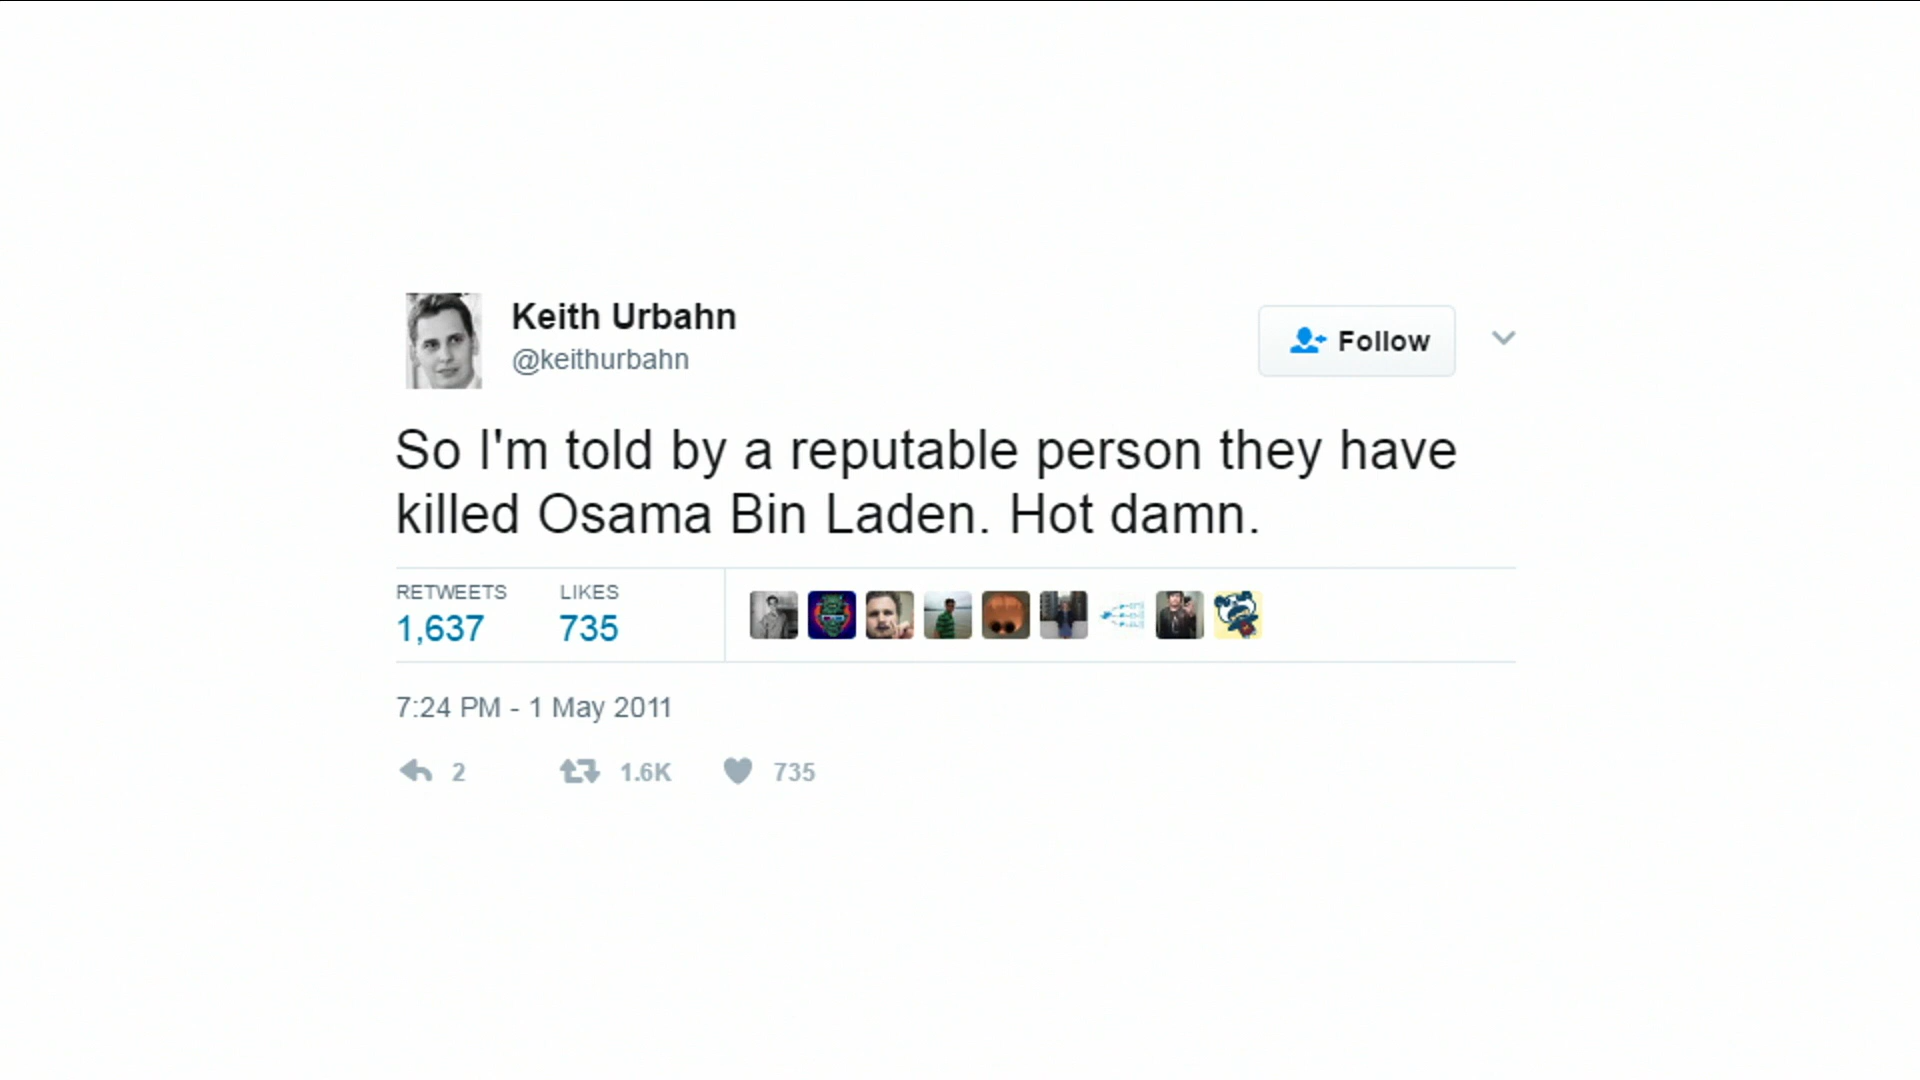 Keith Urbahn
@keithurbahn
Follow
So I'm told by a reputable person they have
killed Osama Bin Laden. Hot damn.
RETWEETS LIKES
1,637 735
7:24 PM - 1 May 2011
2 1.6K 735